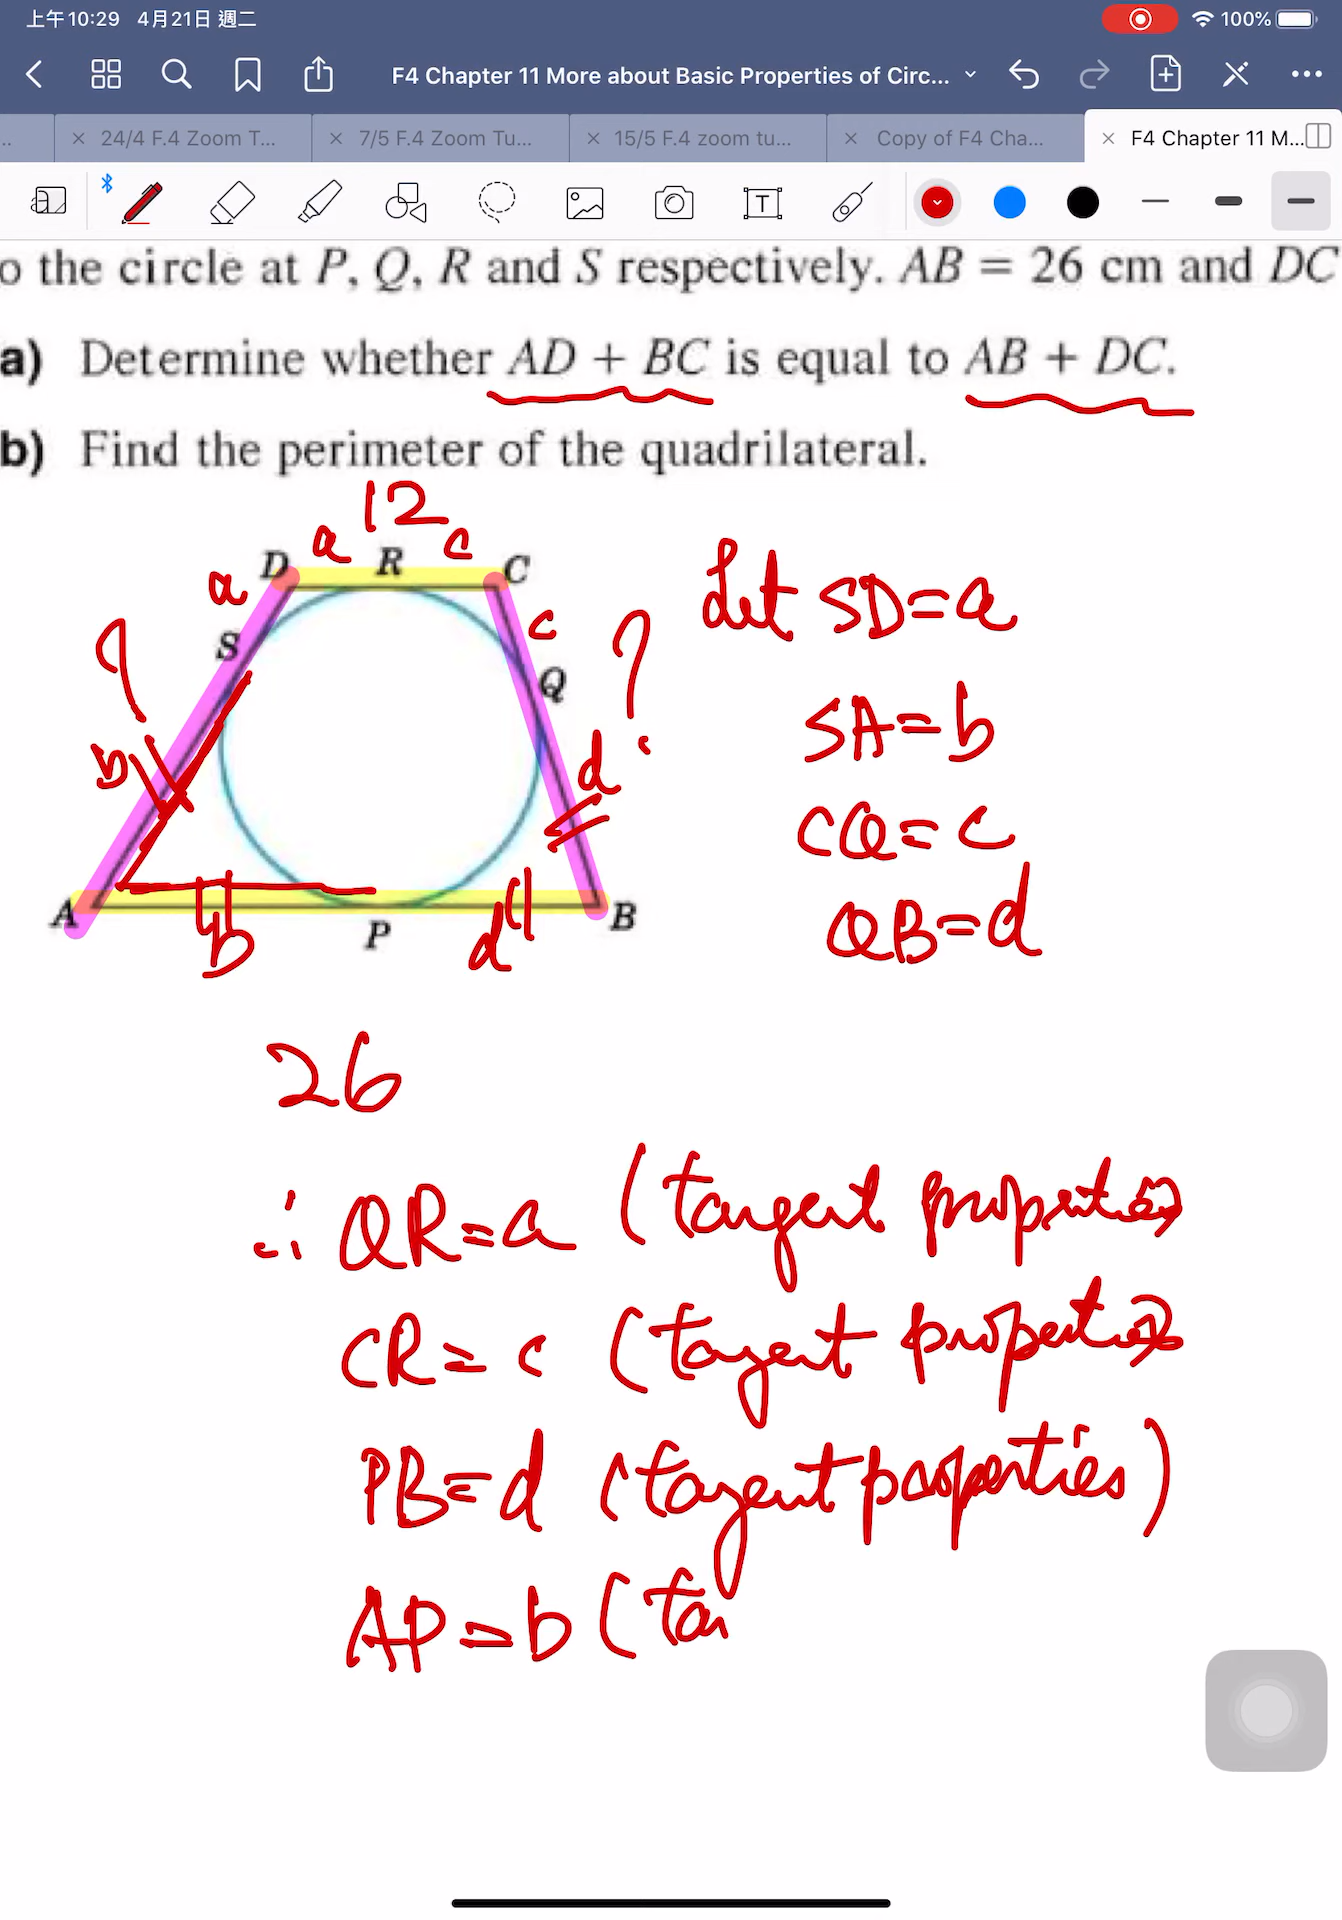 上午10:29 4月21日 週二
100%
F4 Chapter 11 More about Basic Properties of Circ...
.. × 24/4 F.4 Zoom T... × 7/5 F.4 Zoom Tu... × 15/5 F.4 zoom tu... × Copy of F4 Cha... × F4 Chapter 11 M...
o the circle at P, Q, R and S respectively. AB = 26 cm and DC
a) Determine whether AD + BC is equal to AB + DC.
b) Find the perimeter of the quadrilateral.
12
D a R c C
a S
c Q
? ?
b d
A b P d B
26
Let SD=a
SA=b
CQ=c
QB=d
∴ QR=a (tangent properties)
CR=c (tangent properties)
PB=d (tangent properties)
AP=b (tan